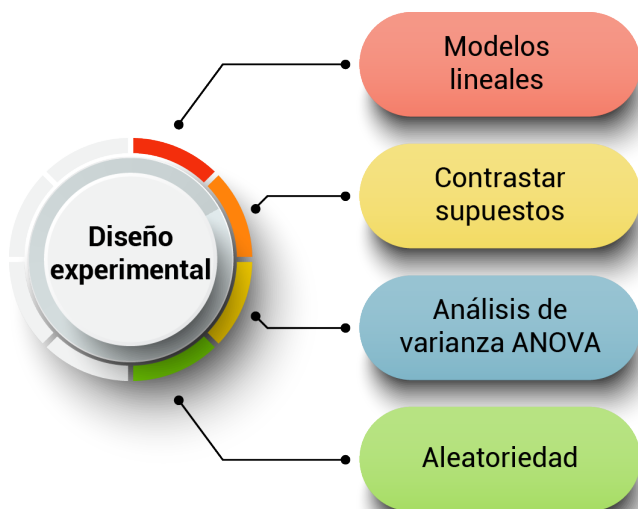 Diseño
experimental
Modelos
lineales
Contrastar
supuestos
Análisis de
varianza ANOVA
Aleatoriedad